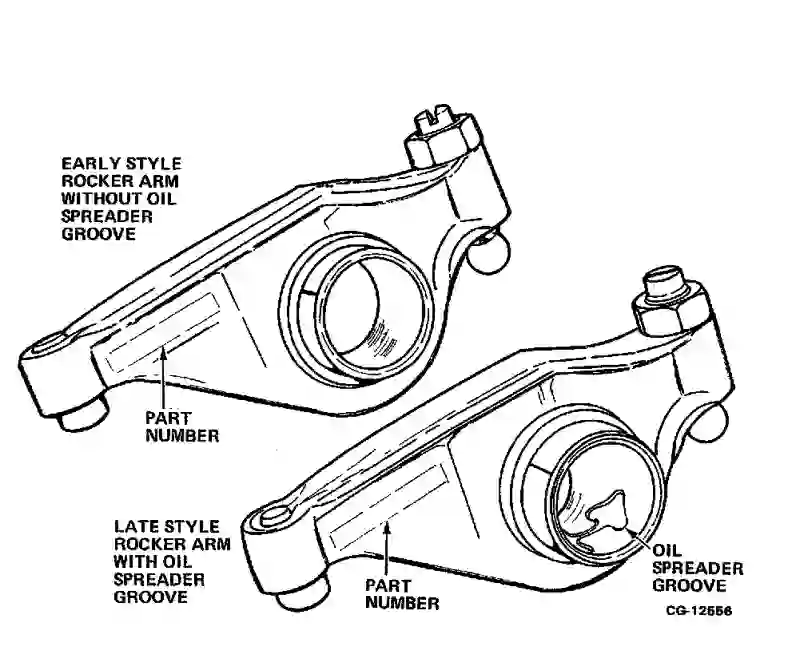 EARLY STYLE
ROCKER ARM
WITHOUT OIL
SPREADER
GROOVE
PART
NUMBER
LATE STYLE
ROCKER ARM
WITH OIL
SPREADER
GROOVE
PART
NUMBER
OIL
SPREADER
GROOVE
CG-12556